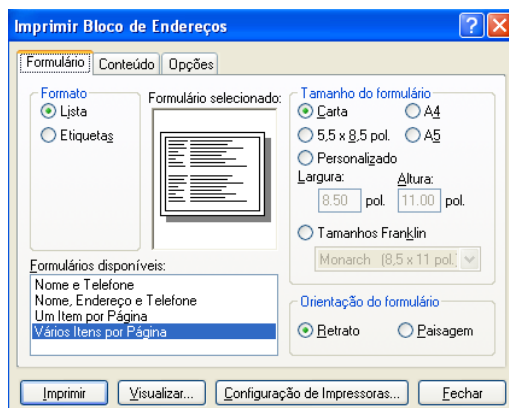 Imprimir Bloco de Endereços
Formulário Conteúdo Opções
Formato
Lista
Etiquetas
Formulário selecionado:
Tamanho do formulário
Carta A4
5,5 x 8,5 pol. A5
Personalizado
Largura: Altura:
8.50 pol. 11.00 pol.
Tamanhos Franklin
Monarch (8,5 x 11 pol.
Formulários disponíveis:
Nome e Telefone
Nome, Endereço e Telefone
Um Item por Página
Vários Itens por Página
Orientação do formulário
Retrato Paisagem
Imprimir Visualizar... Configuração de Impressoras... Fechar